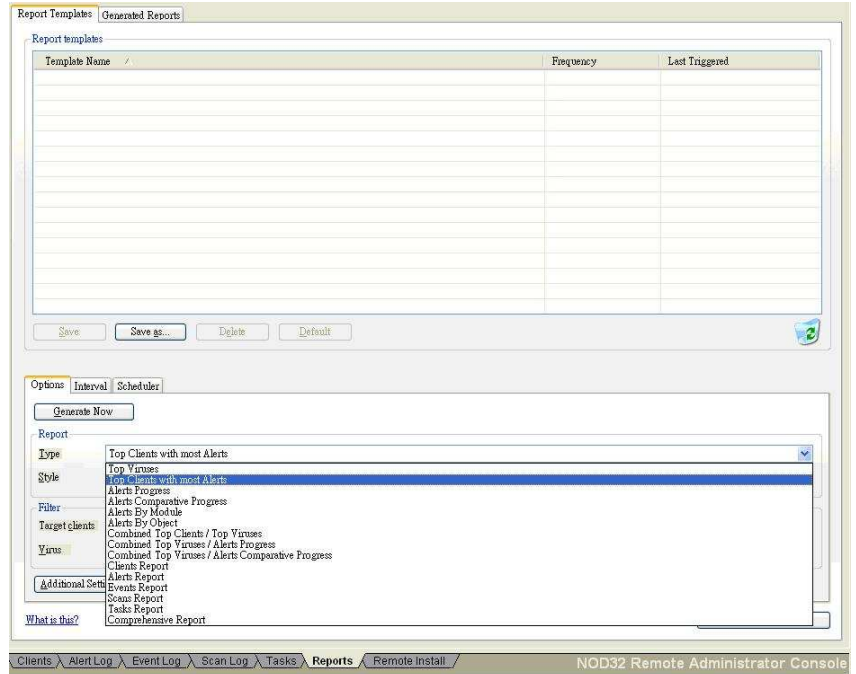 Report Templates Generated Reports
Report templates
Template Name Frequency Last Triggered
Save Save as... Delete Default
Options Interval Scheduler
Generate Now
Report
Type Top Clients with most Alerts
Style
Top Viruses
Top Clients with most Alerts
Alerts Progress
Alerts Comparative Progress
Alerts By Module
Alerts By Object
Combined Top Clients / Top Viruses
Combined Top Viruses / Alerts Progress
Combined Top Viruses / Alerts Comparative Progress
Clients Report
Alerts Report
Events Report
Scans Report
Tasks Report
Comprehensive Report
Filter
Target clients
Virus
Additional Setti
What is this?
Clients Alert Log Event Log Scan Log Tasks Reports Remote Install NOD32 Remote Administrator Console